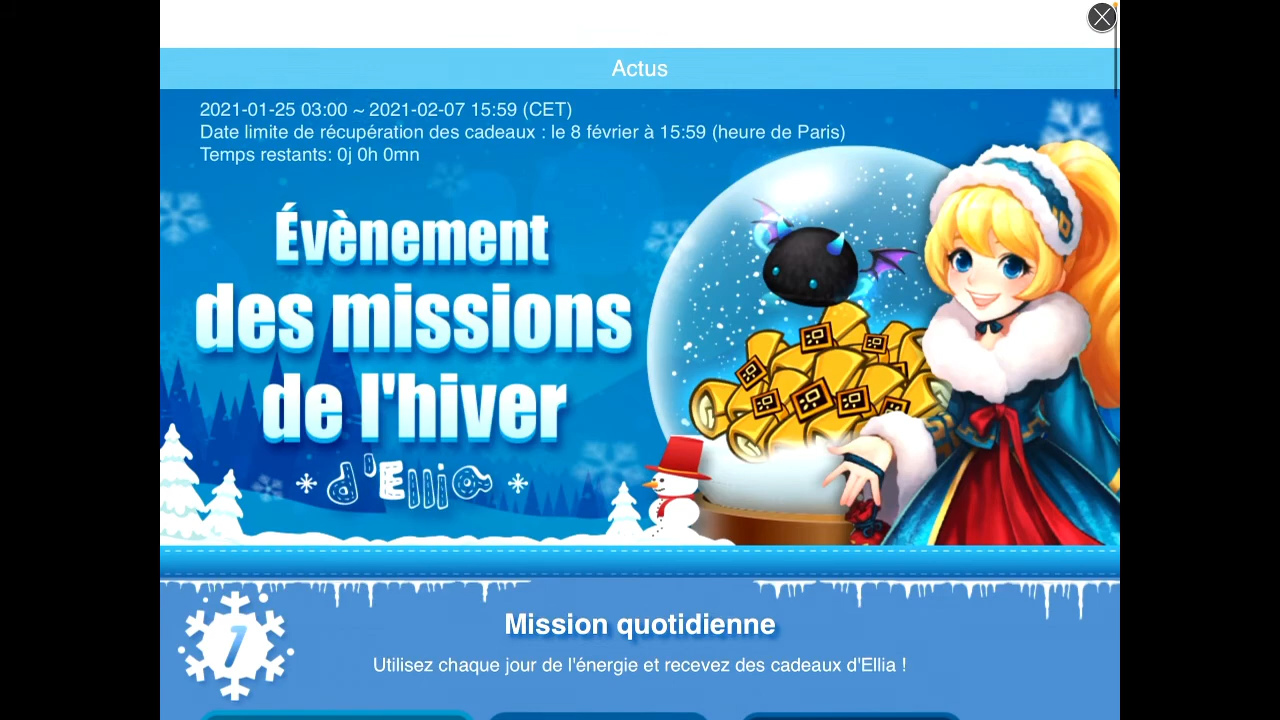 Actus
2021-01-25 03:00 ~ 2021-02-07 15:59 (CET)
Date limite de récupération des cadeaux : le 8 février à 15:59 (heure de Paris)
Temps restants: 0j 0h 0mn
Évènement
des missions
de l'hiver
d'Ellia
1
Mission quotidienne
Utilisez chaque jour de l'énergie et recevez des cadeaux d'Ellia !